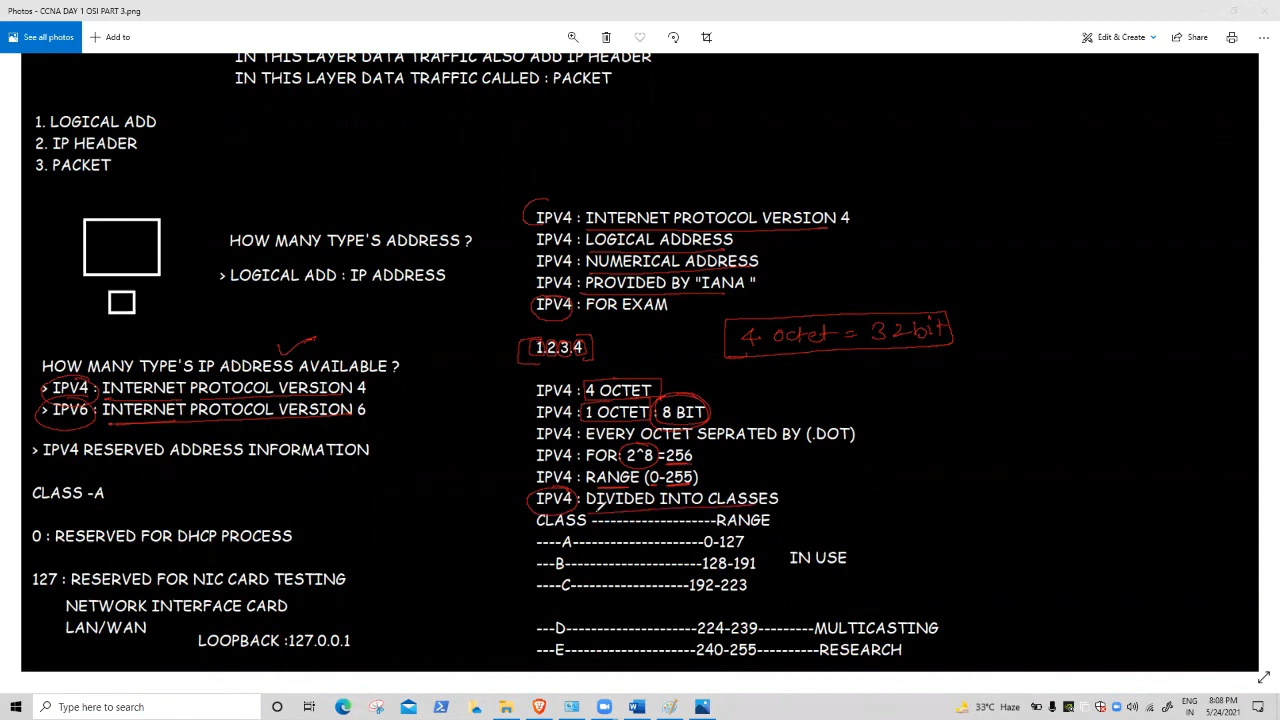 Photos - CCNA DAY 1 OSI PART 3.png
See all photos
Add to
Edit & Create
Share
IN THIS LAYER DATA TRAFFIC ALSO ADD IP HEADER
IN THIS LAYER DATA TRAFFIC CALLED : PACKET
1. LOGICAL ADD
2. IP HEADER
3. PACKET
HOW MANY TYPE'S ADDRESS ?
> LOGICAL ADD : IP ADDRESS
HOW MANY TYPE'S IP ADDRESS AVAILABLE ?
> IPV4 : INTERNET PROTOCOL VERSION 4
> IPV6 : INTERNET PROTOCOL VERSION 6
> IPV4 RESERVED ADDRESS INFORMATION
CLASS -A
0 : RESERVED FOR DHCP PROCESS
127 : RESERVED FOR NIC CARD TESTING
NETWORK INTERFACE CARD
LAN/WAN
LOOPBACK :127.0.0.1
IPV4 : INTERNET PROTOCOL VERSION 4
IPV4 : LOGICAL ADDRESS
IPV4 : NUMERICAL ADDRESS
IPV4 : PROVIDED BY "IANA "
IPV4 : FOR EXAM
4 octet = 32bit
1.2.3.4
IPV4 : 4 OCTET
IPV4 : 1 OCTET : 8 BIT
IPV4 : EVERY OCTET SEPRATED BY (.DOT)
IPV4 : FOR: 2^8 =256
IPV4 : RANGE (0-255)
IPV4 : DIVIDED INTO CLASSES
CLASS --------------------RANGE
----A---------------------0-127
---B----------------------128-191
----C-------------------192-223
IN USE
---D---------------------224-239---------MULTICASTING
---E---------------------240-255----------RESEARCH
Type here to search
33°C Haze
ENG
IN
8:08 PM
5/24/2021